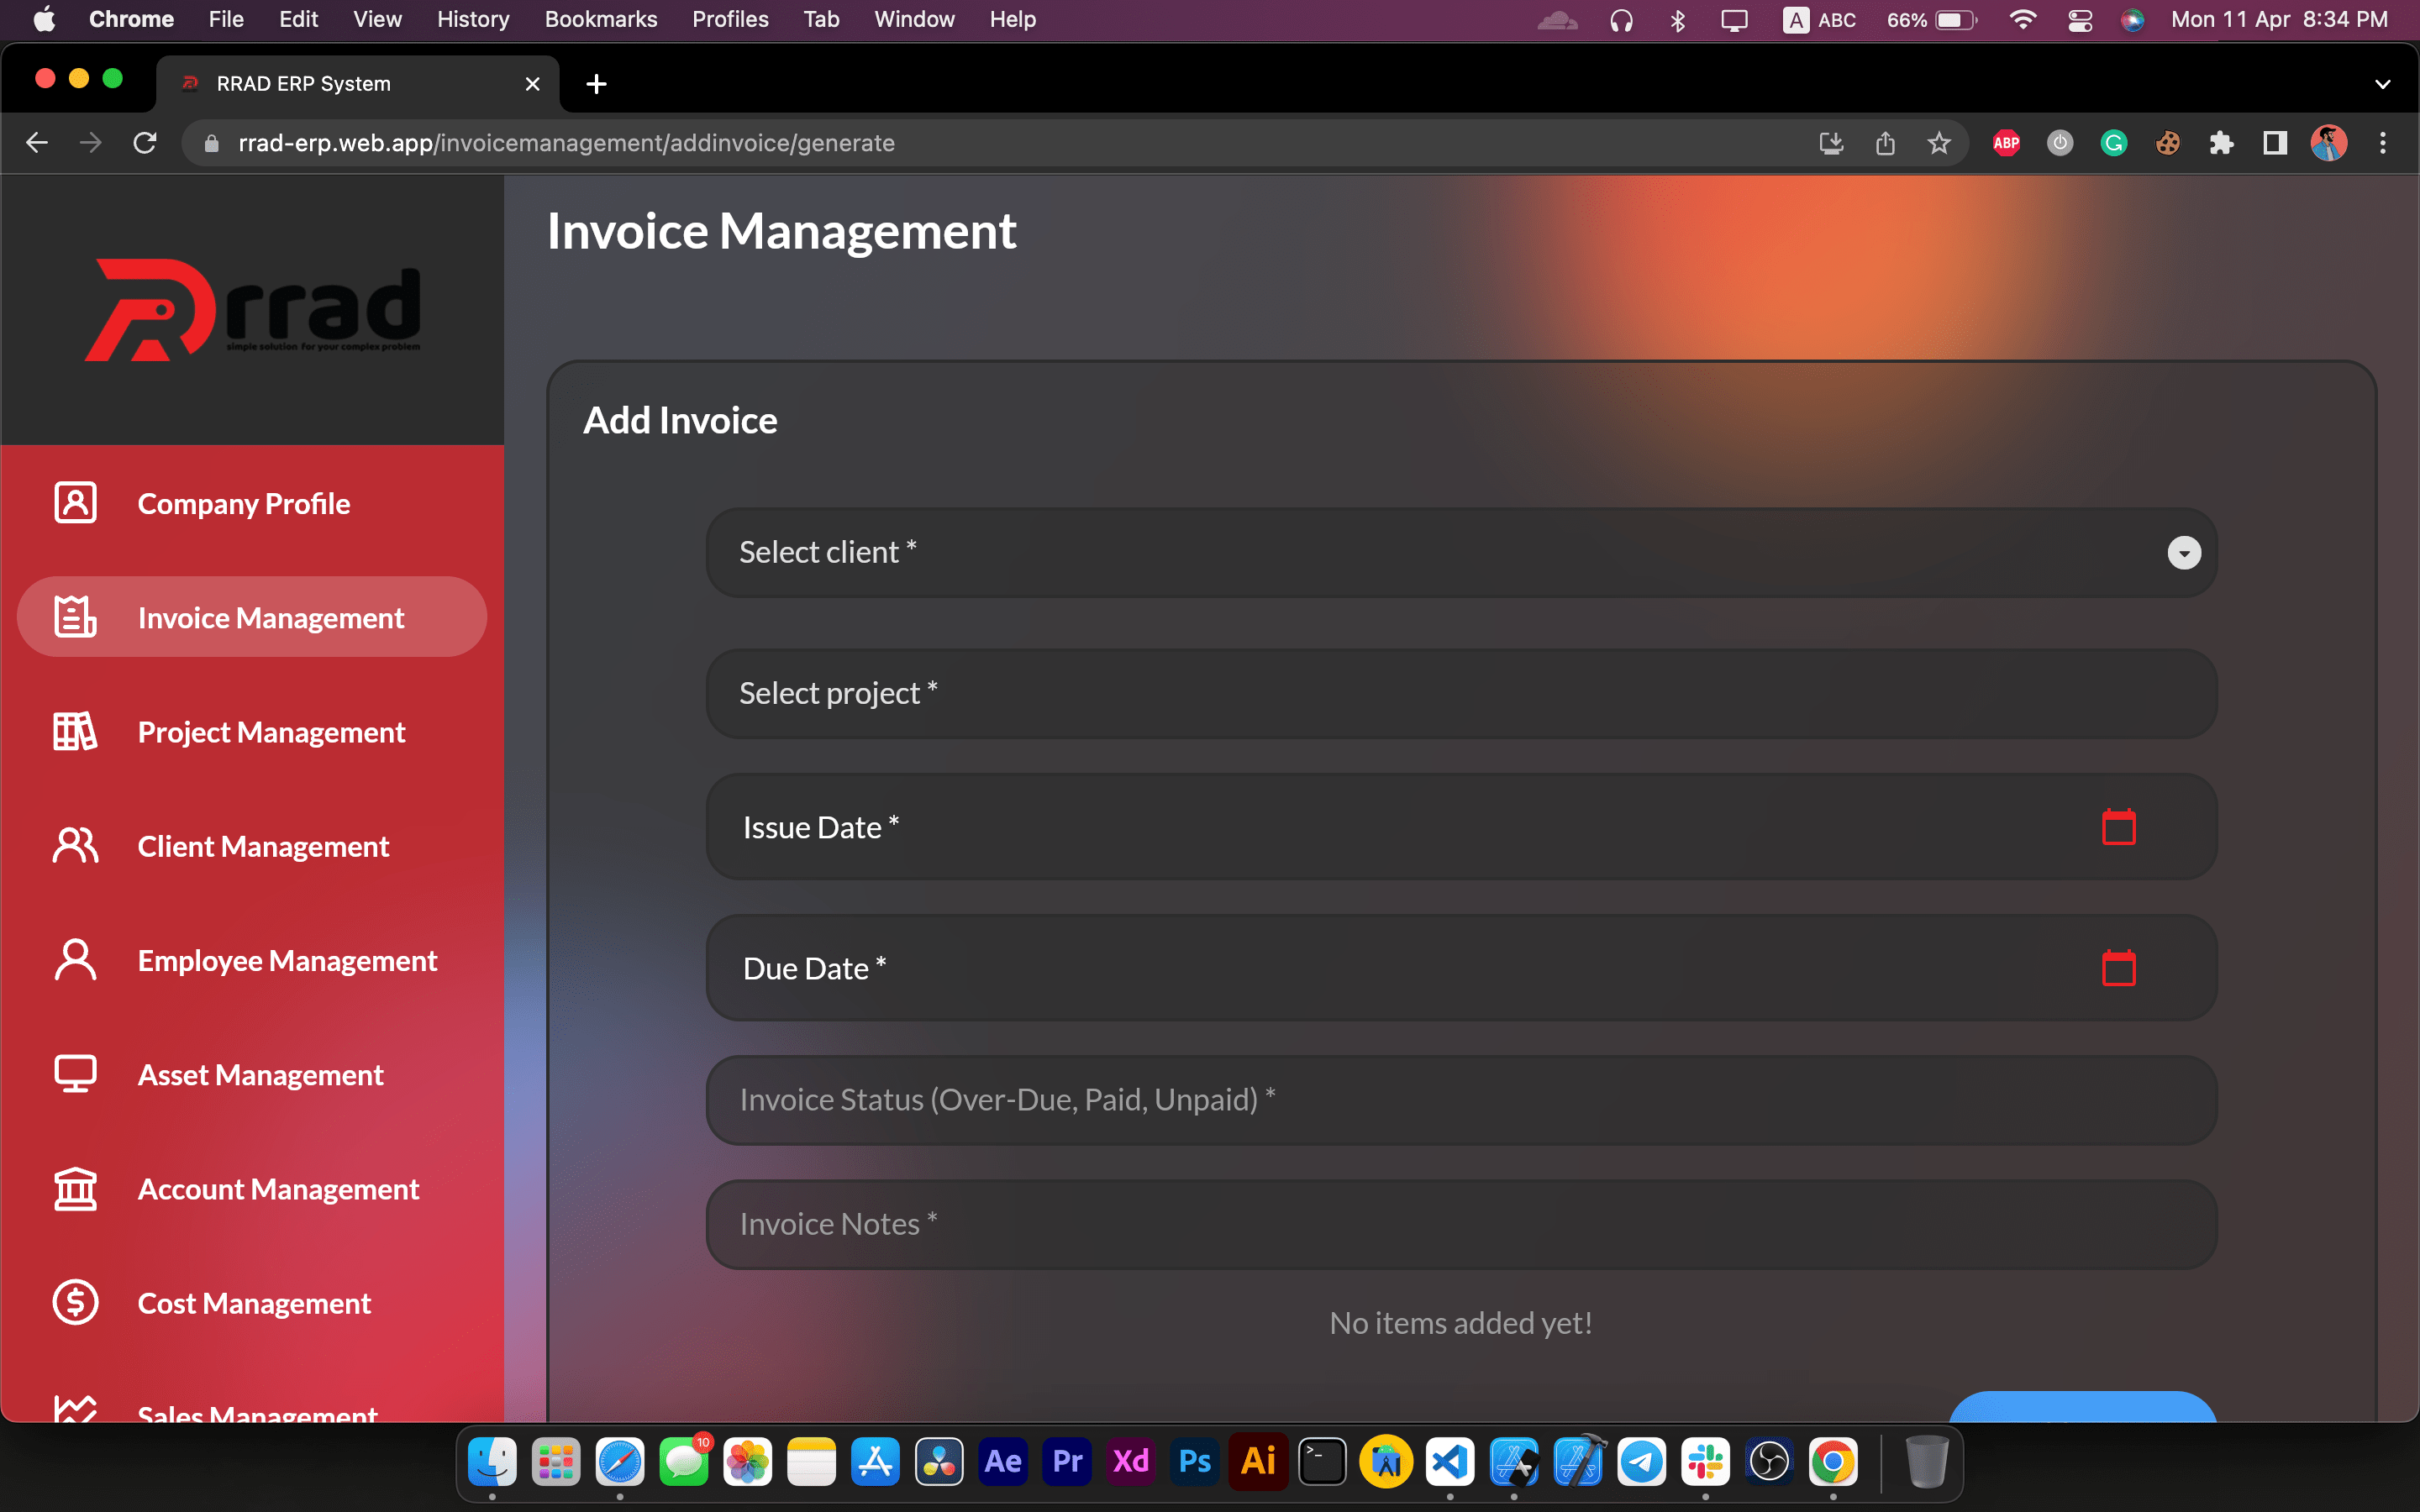 Chrome File Edit View History Bookmarks Profiles Tab Window Help A ABC 66% Mon 11 Apr 8:34 PM
RRAD ERP System
rrad-erp.web.app/invoicemanagement/addinvoice/generate
ABP
rrad
simple solution for your complex problem
Company Profile
Invoice Management
Project Management
Client Management
Employee Management
Asset Management
Account Management
Cost Management
Sales Management
Invoice Management
Add Invoice
Select client *
Select project *
Issue Date *
Due Date *
Invoice Status (Over-Due, Paid, Unpaid) *
Invoice Notes *
No items added yet!
10
Ae Pr Xd Ps Ai >_